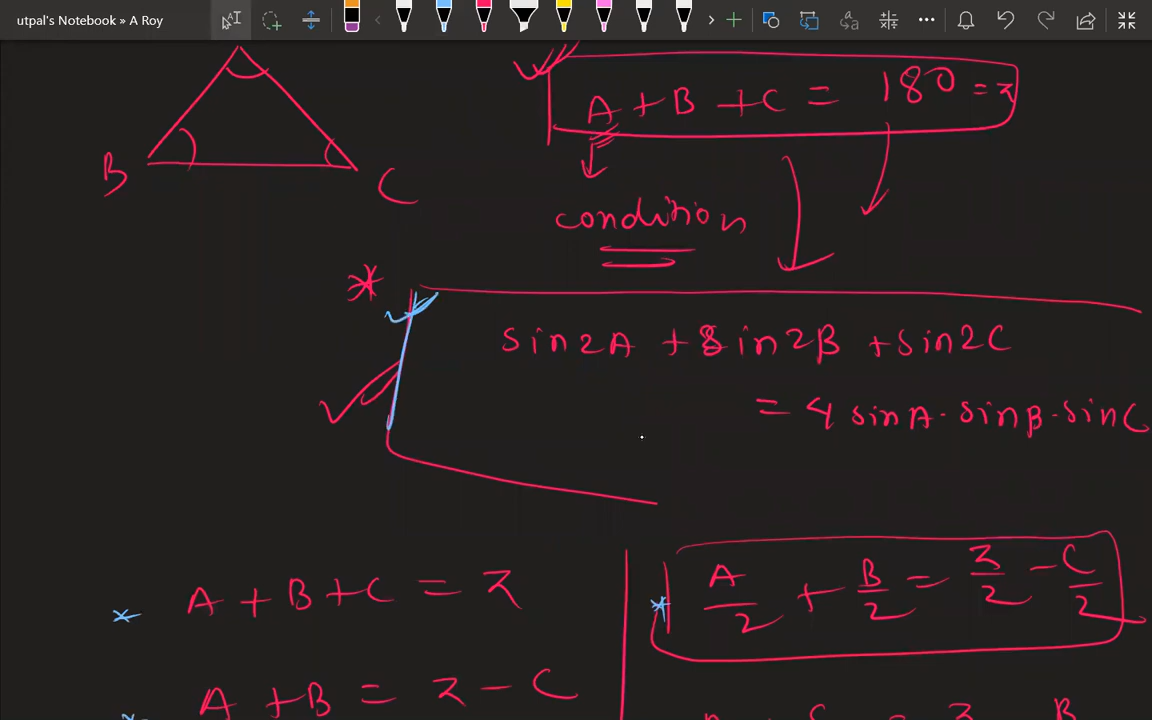 utpal's Notebook » A Roy
A + B + C = 180 = π
B
C
condition
sin2A + sin2B + sin2C
= 4 sinA · sinB · sinC
A + B + C = π
A/2 + B/2 = π/2 - C/2
A + B = π - C